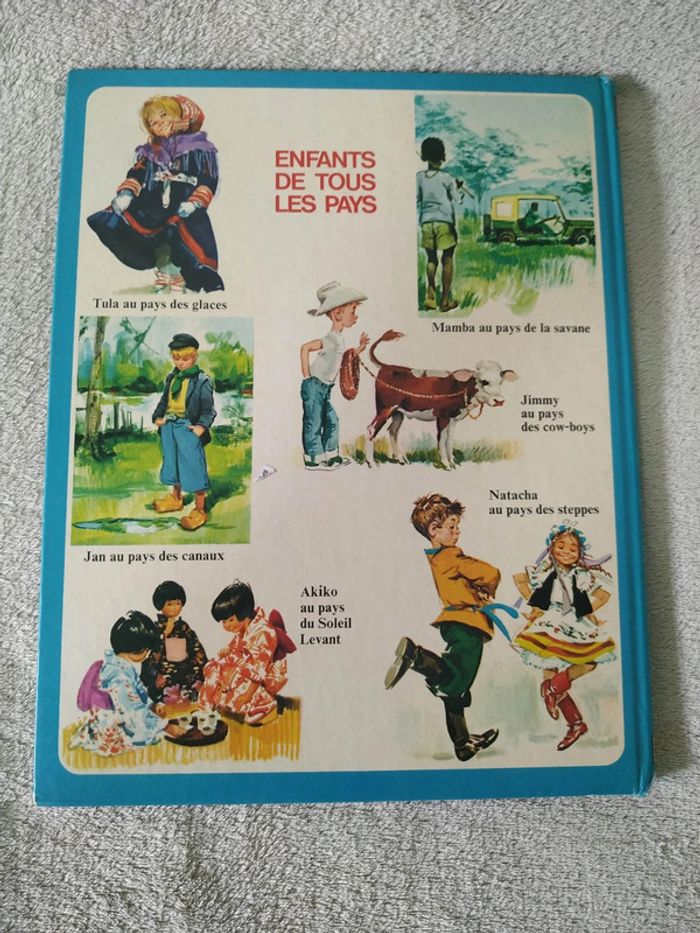 ENFANTS
DE TOUS
LES PAYS
Tula au pays des glaces
Mamba au pays de la savane
Jimmy
au pays
des cow-boys
Jan au pays des canaux
Natacha
au pays des steppes
Akiko
au pays
du Soleil
Levant